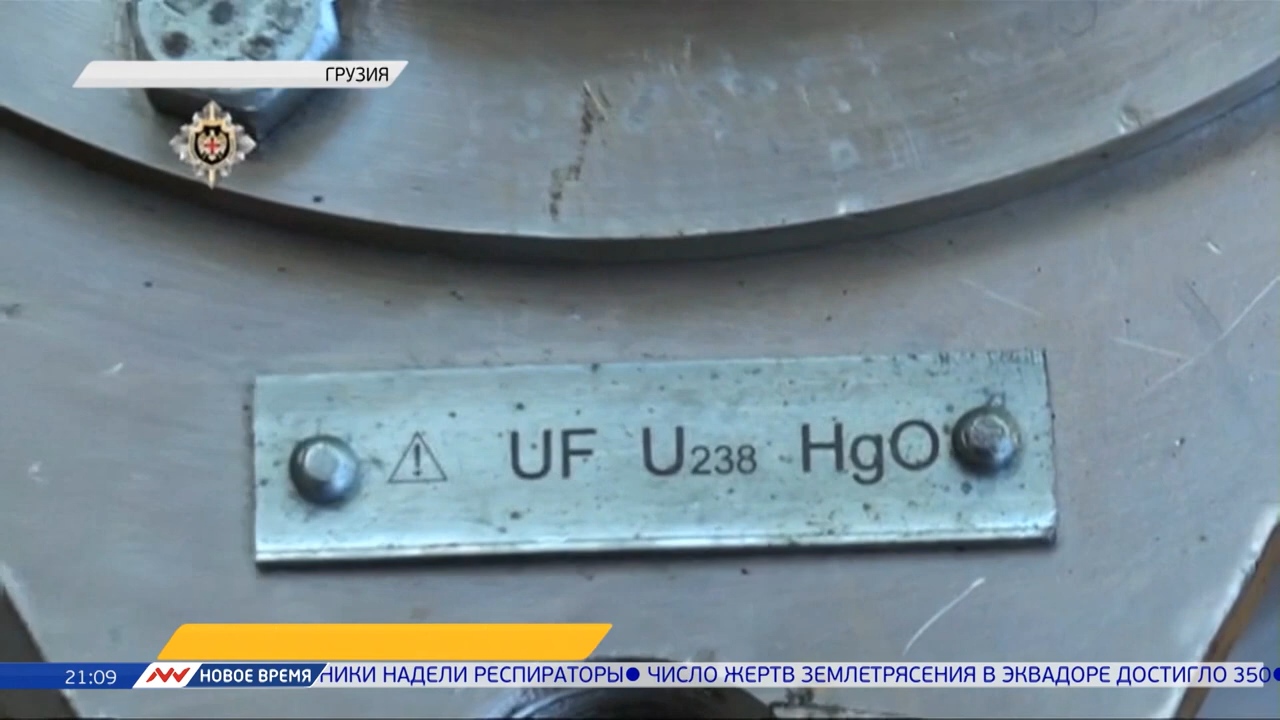 ГРУЗИЯ
⚠ UF U238 HgO
21:09 НОВОЕ ВРЕМЯ НИКИ НАДЕЛИ РЕСПИРАТОРЫ● ЧИСЛО ЖЕРТВ ЗЕМЛЕТРЯСЕНИЯ В ЭКВАДОРЕ ДОСТИГЛО 350●